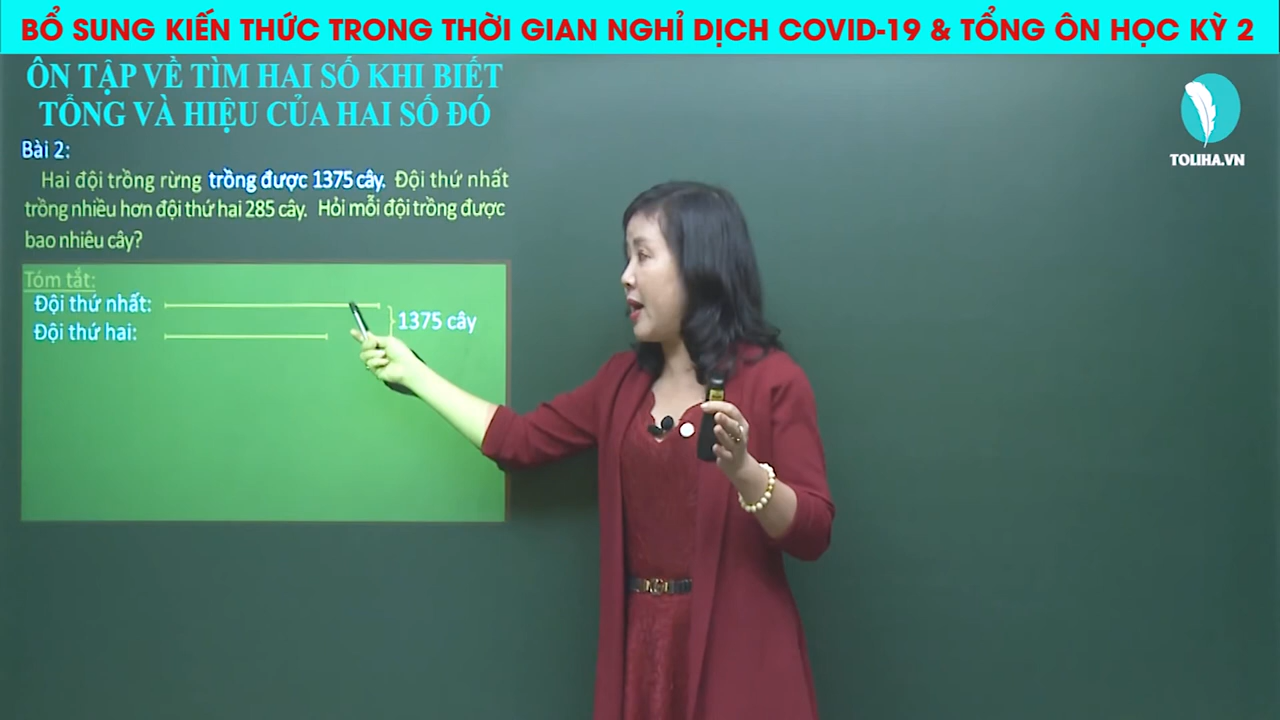 BỔ SUNG KIẾN THỨC TRONG THỜI GIAN NGHỈ DỊCH COVID-19 & TỔNG ÔN HỌC KỲ 2
ÔN TẬP VỀ TÌM HAI SỐ KHI BIẾT
TỔNG VÀ HIỆU CỦA HAI SỐ ĐÓ
TOLIHA.VN
Bài 2:
Hai đội trồng rừng trồng được 1375 cây. Đội thứ nhất
trồng nhiều hơn đội thứ hai 285 cây. Hỏi mỗi đội trồng được
bao nhiêu cây?
Tóm tắt:
Đội thứ nhất:
1375 cây
Đội thứ hai: